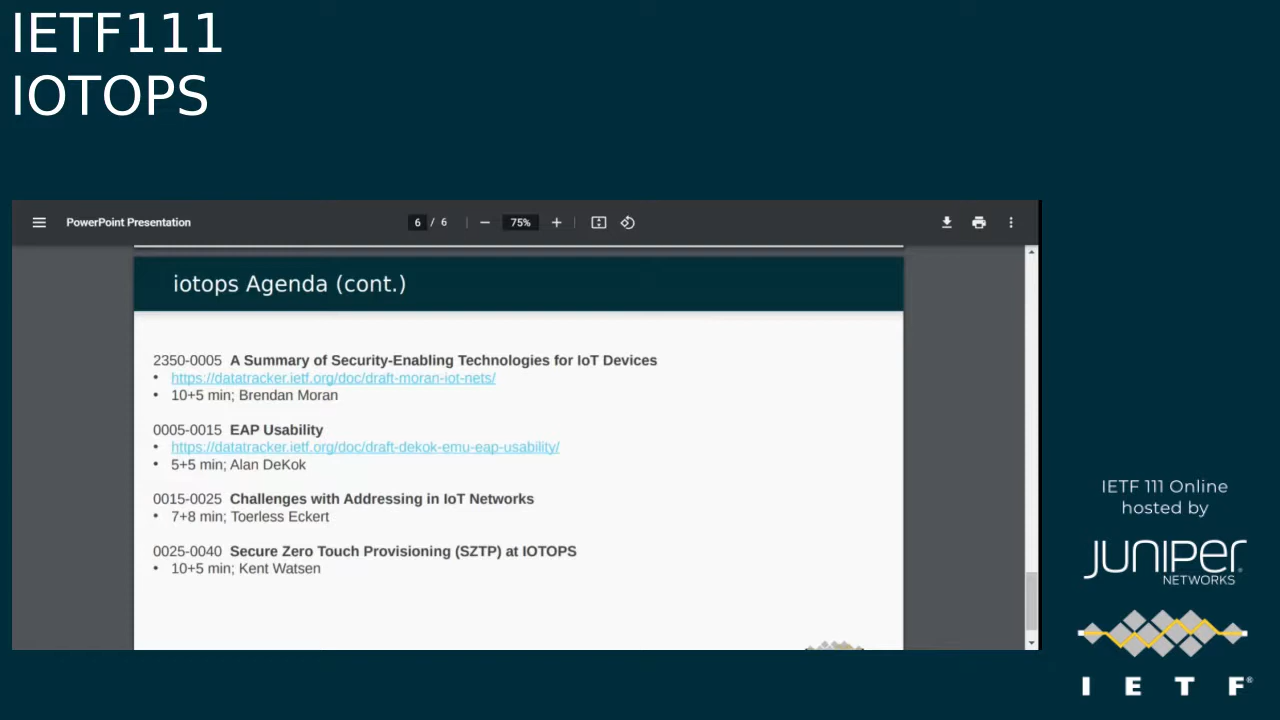 IETF111
IOTOPS
PowerPoint Presentation
6 / 6
75%
iotops Agenda (cont.)
2350-0005 A Summary of Security-Enabling Technologies for IoT Devices
• https://datatracker.ietf.org/doc/draft-moran-iot-nets/
• 10+5 min; Brendan Moran
0005-0015 EAP Usability
• https://datatracker.ietf.org/doc/draft-dekok-emu-eap-usability/
• 5+5 min; Alan DeKok
0015-0025 Challenges with Addressing in IoT Networks
• 7+8 min; Toerless Eckert
0025-0040 Secure Zero Touch Provisioning (SZTP) at IOTOPS
• 10+5 min; Kent Watsen
IETF 111 Online
hosted by
JUNIPEr
NETWORKS
I E T F®